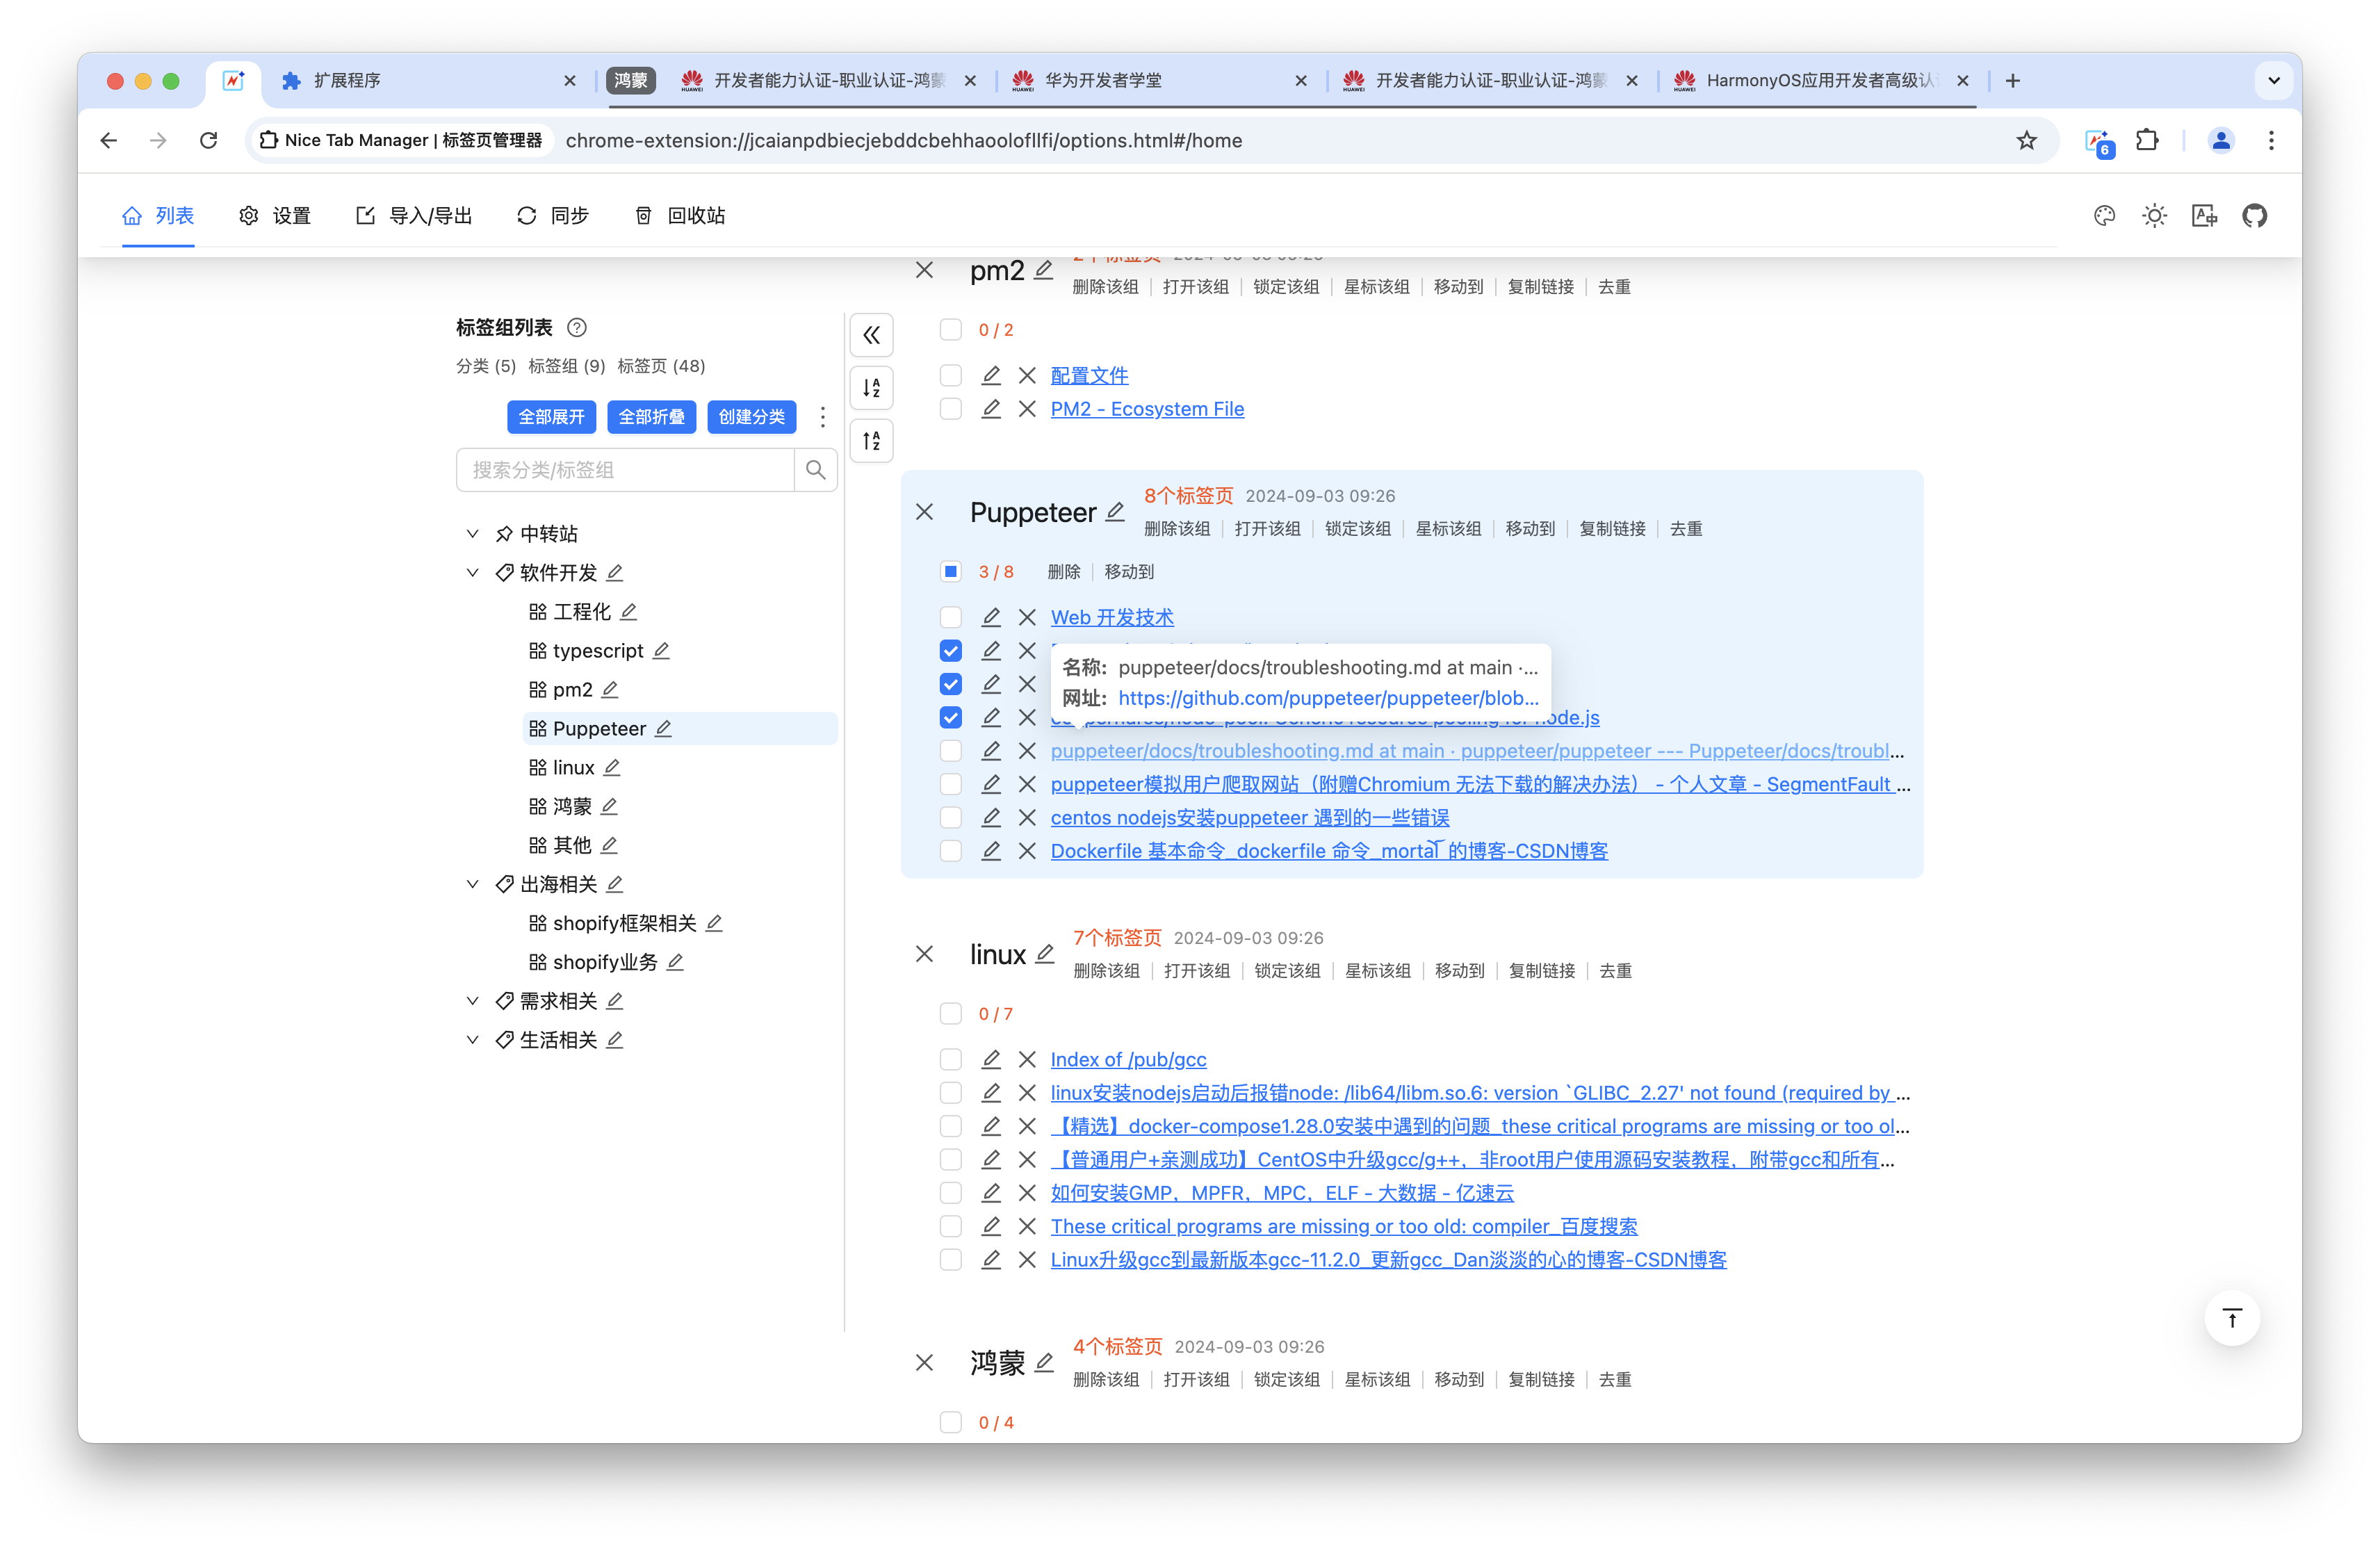 扩展程序
鸿蒙
开发者能力认证-职业认证-鸿蒙
华为开发者学堂
开发者能力认证-职业认证-鸿蒙
HarmonyOS应用开发者高级认
HUAWEI
HUAWEI
HUAWEI
HUAWEI
Nice Tab Manager | 标签页管理器
chrome-extension://jcaianpdbiecjebddcbehhaoolofllfi/options.html#/home
6
列表
设置
导入/导出
同步
回收站
标签组列表
分类 (5) 标签组 (9) 标签页 (48)
全部展开
全部折叠
创建分类
搜索分类/标签组
中转站
软件开发
工程化
typescript
pm2
Puppeteer
linux
鸿蒙
其他
出海相关
shopify框架相关
shopify业务
需求相关
生活相关
pm2
删除该组 打开该组 锁定该组 星标该组 移动到 复制链接 去重
0 / 2
配置文件
PM2 - Ecosystem File
Puppeteer
8个标签页 2024-09-03 09:26
删除该组 打开该组 锁定该组 星标该组 移动到 复制链接 去重
3 / 8 删除 移动到
Web 开发技术
名称: puppeteer/docs/troubleshooting.md at main ·...
网址: https://github.com/puppeteer/puppeteer/blob...
puppeteer/docs/troubleshooting.md at main · puppeteer/puppeteer --- Puppeteer/docs/troubl...
puppeteer模拟用户爬取网站（附赠Chromium 无法下载的解决办法） - 个人文章 - SegmentFault ...
centos nodejs安装puppeteer 遇到的一些错误
Dockerfile 基本命令_dockerfile 命令_mortal 的博客-CSDN博客
linux
7个标签页 2024-09-03 09:26
删除该组 打开该组 锁定该组 星标该组 移动到 复制链接 去重
0 / 7
Index of /pub/gcc
linux安装nodejs启动后报错node: /lib64/libm.so.6: version `GLIBC_2.27' not found (required by ...
【精选】docker-compose1.28.0安装中遇到的问题_these critical programs are missing or too ol...
【普通用户+亲测成功】CentOS中升级gcc/g++，非root用户使用源码安装教程，附带gcc和所有...
如何安装GMP，MPFR，MPC，ELF - 大数据 - 亿速云
These critical programs are missing or too old: compiler_百度搜索
Linux升级gcc到最新版本gcc-11.2.0_更新gcc_Dan淡淡的心的博客-CSDN博客
鸿蒙
4个标签页 2024-09-03 09:26
删除该组 打开该组 锁定该组 星标该组 移动到 复制链接 去重
0 / 4